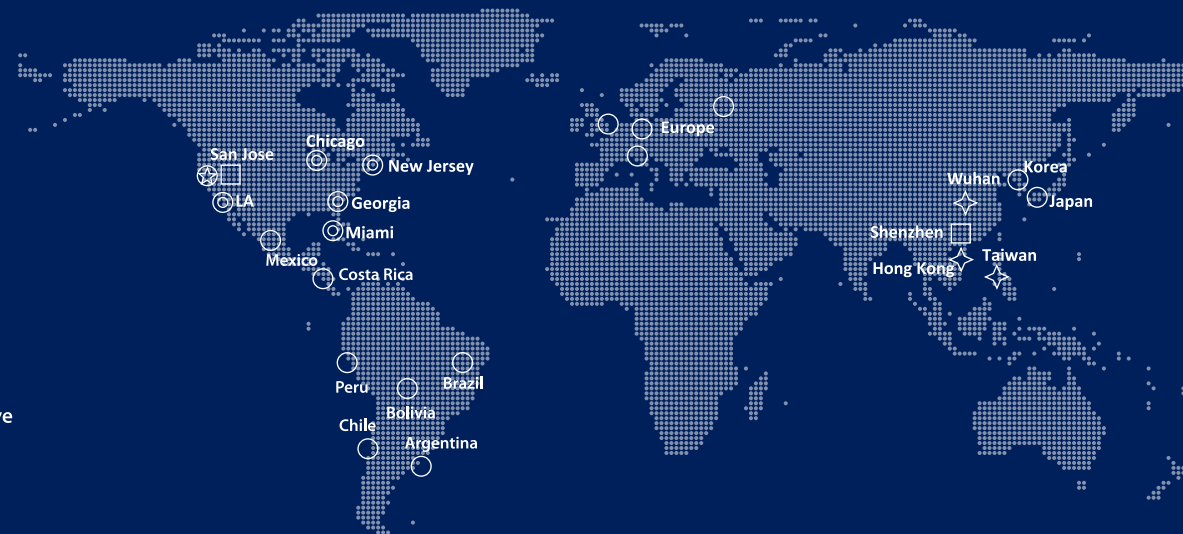 Chicago
San Jose
New Jersey
LA
Georgia
Miami
Mexico
Costa Rica
Peru
Brazil
Bolivia
Chile
Argentina
Europe
Korea
Wuhan
Japan
Shenzhen
Taiwan
Hong Kong